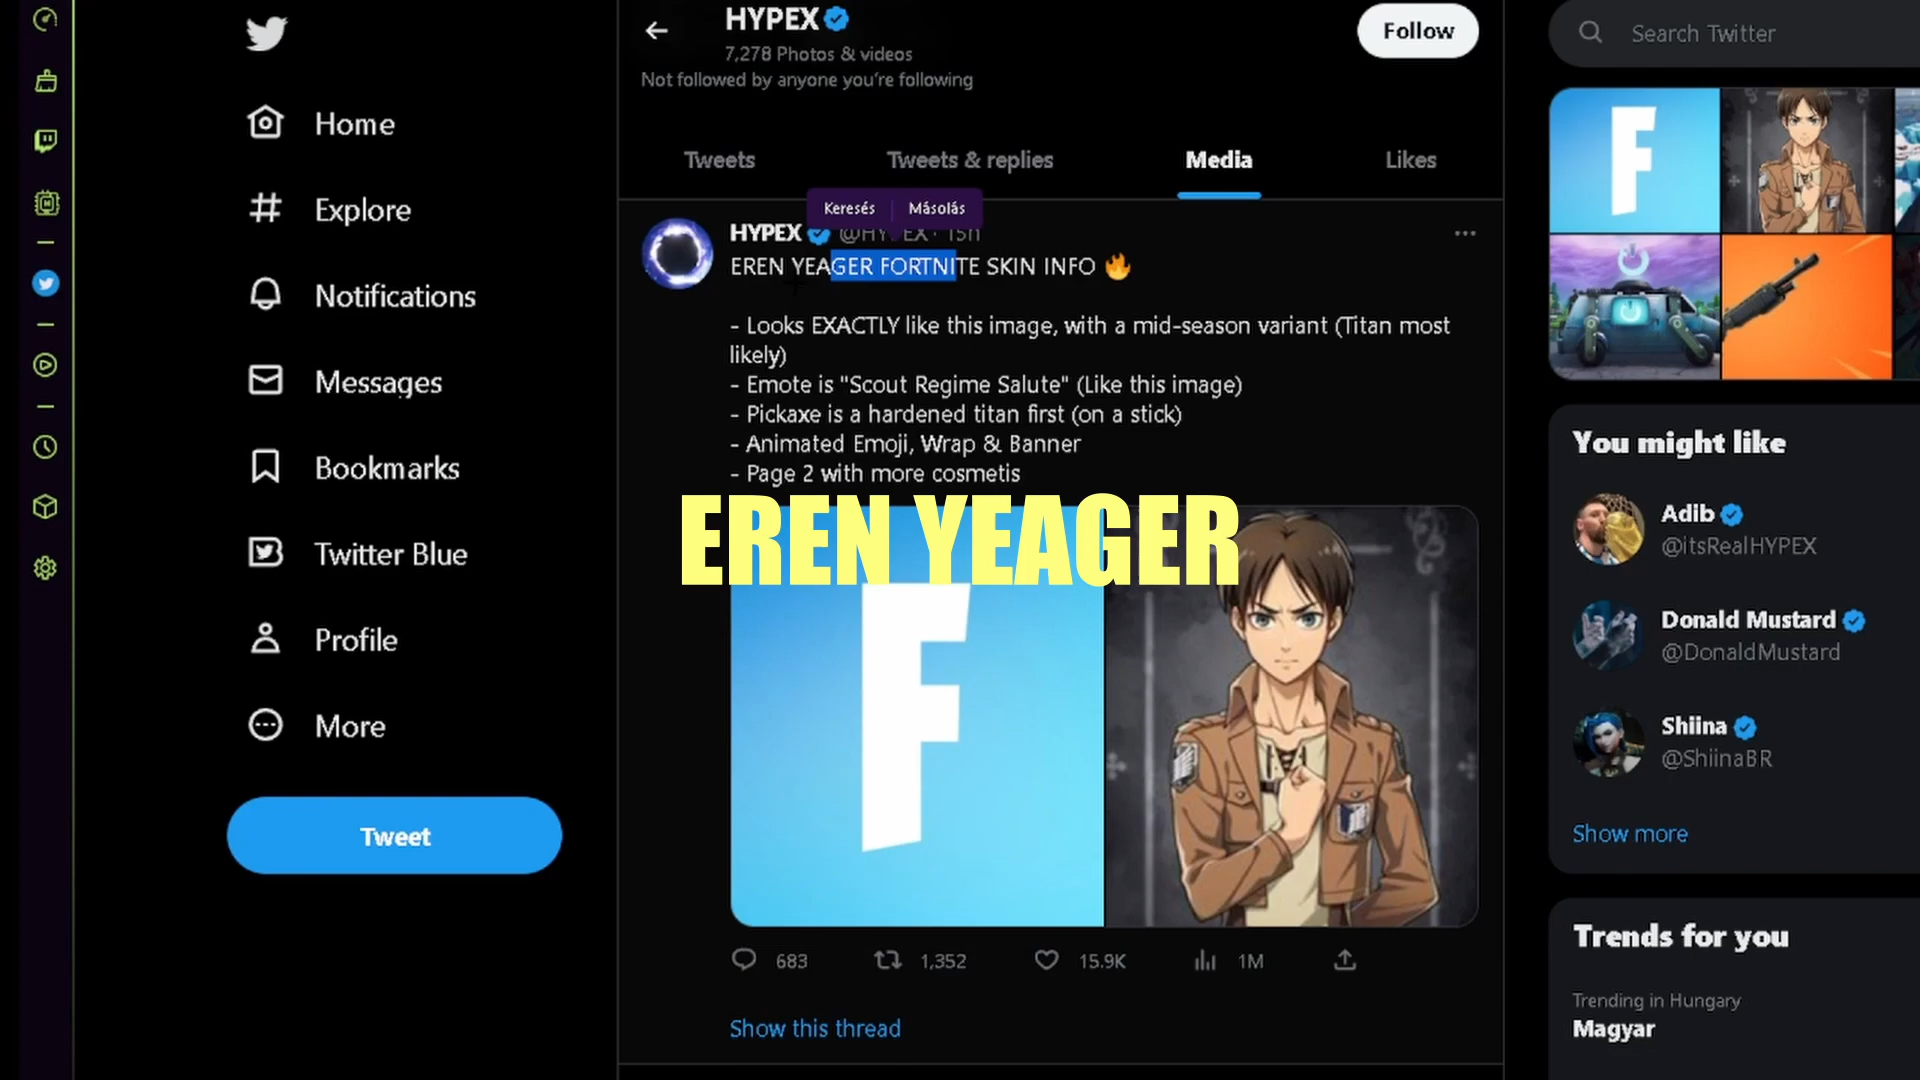 HYPEX
7,278 Photos & videos
Not followed by anyone you're following
Follow
Search Twitter
Home
Explore
Notifications
Messages
Bookmarks
Twitter Blue
Profile
More
Tweet
Tweets
Tweets & replies
Media
Likes
Keresés
Másolás
HYPEX @HYPEX · 15h
EREN YEAGER FORTNITE SKIN INFO 🔥
- Looks EXACTLY like this image, with a mid-season variant (Titan most
likely)
- Emote is "Scout Regime Salute" (Like this image)
- Pickaxe is a hardened titan first (on a stick)
- Animated Emoji, Wrap & Banner
- Page 2 with more cosmetis
EREN YEAGER
F
683
1,352
15.9K
1M
Show this thread
F
You might like
Adib
@itsRealHYPEX
Donald Mustard
@DonaldMustard
Shiina
@ShiinaBR
Show more
Trends for you
Trending in Hungary
Magyar